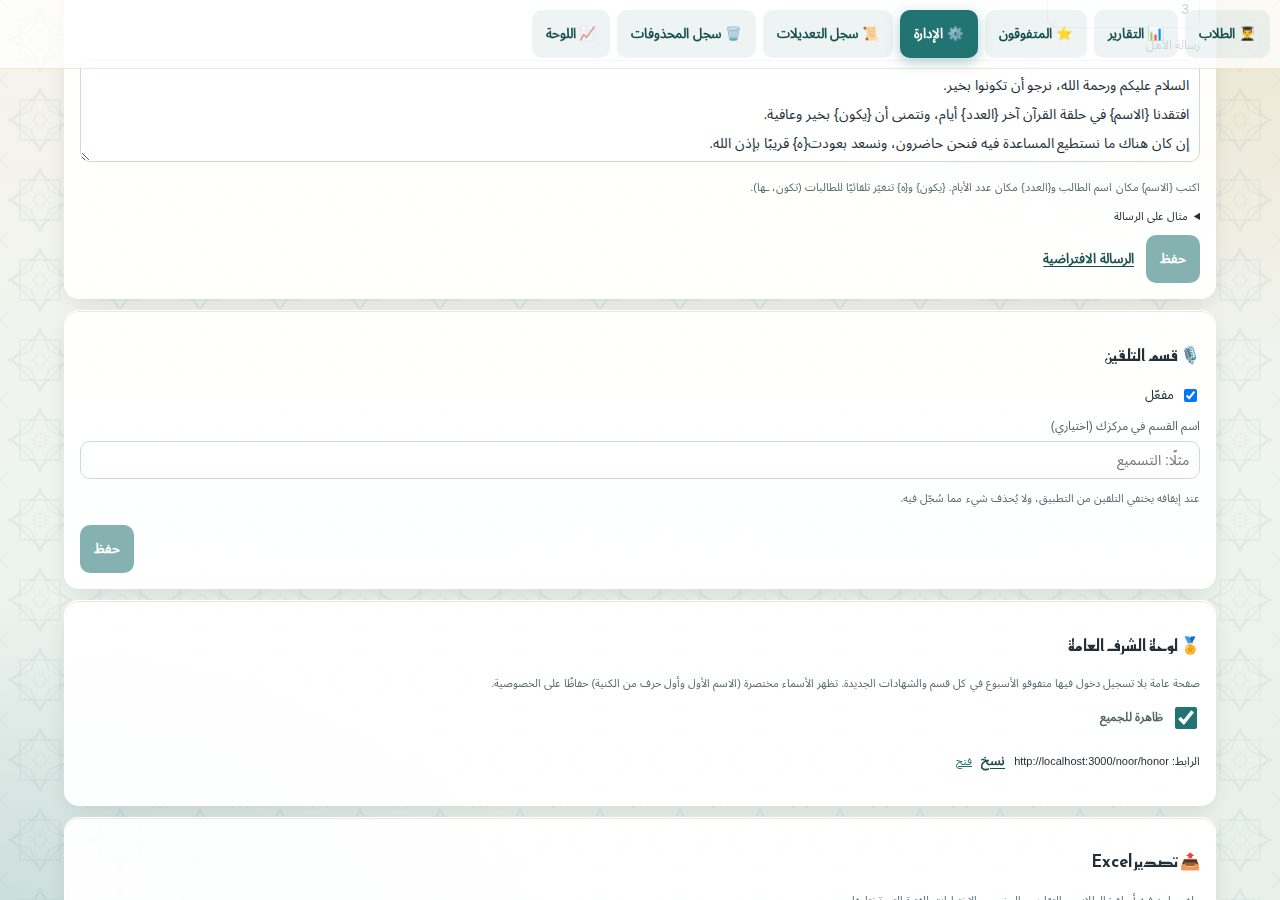 👨‍🎓 الطلاب
📊 التقارير
⭐ المتفوقون
⚙️ الإدارة
📜 سجل التعديلات
🗑️ سجل المحذوفات
📈 اللوحة
3
رسالة الأهل
السلام عليكم ورحمة الله، نرجو أن تكونوا بخير.
افتقدنا {الاسم} في حلقة القرآن آخر {العدد} أيام، ونتمنى أن {يكون} بخير وعافية.
إن كان هناك ما نستطيع المساعدة فيه فنحن حاضرون، ونسعد بعودت{ه} قريبًا بإذن الله.
اكتب {الاسم} مكان اسم الطالب و{العدد} مكان عدد الأيام. {يكون} و{ه} تتغيّر تلقائيًا للطالبات (تكون، ـها).
مثال على الرسالة
حفظ
الرسالة الافتراضية
🎙️ قسم التلقين
مفعّل
اسم القسم في مركزك (اختياري)
مثلًا: التسميع
عند إيقافه يختفي التلقين من التطبيق، ولا يُحذف شيء مما سُجّل فيه.
حفظ
🏅 لوحة الشرف العامة
صفحة عامة بلا تسجيل دخول فيها متفوقو الأسبوع في كل قسم والشهادات الجديدة. تظهر الأسماء مختصرة (الاسم الأول وأول حرف من الكنية) حفاظًا على الخصوصية.
ظاهرة للجميع
الرابط: http://localhost:3000/noor/honor نسخ فتح
📤 تصدير Excel